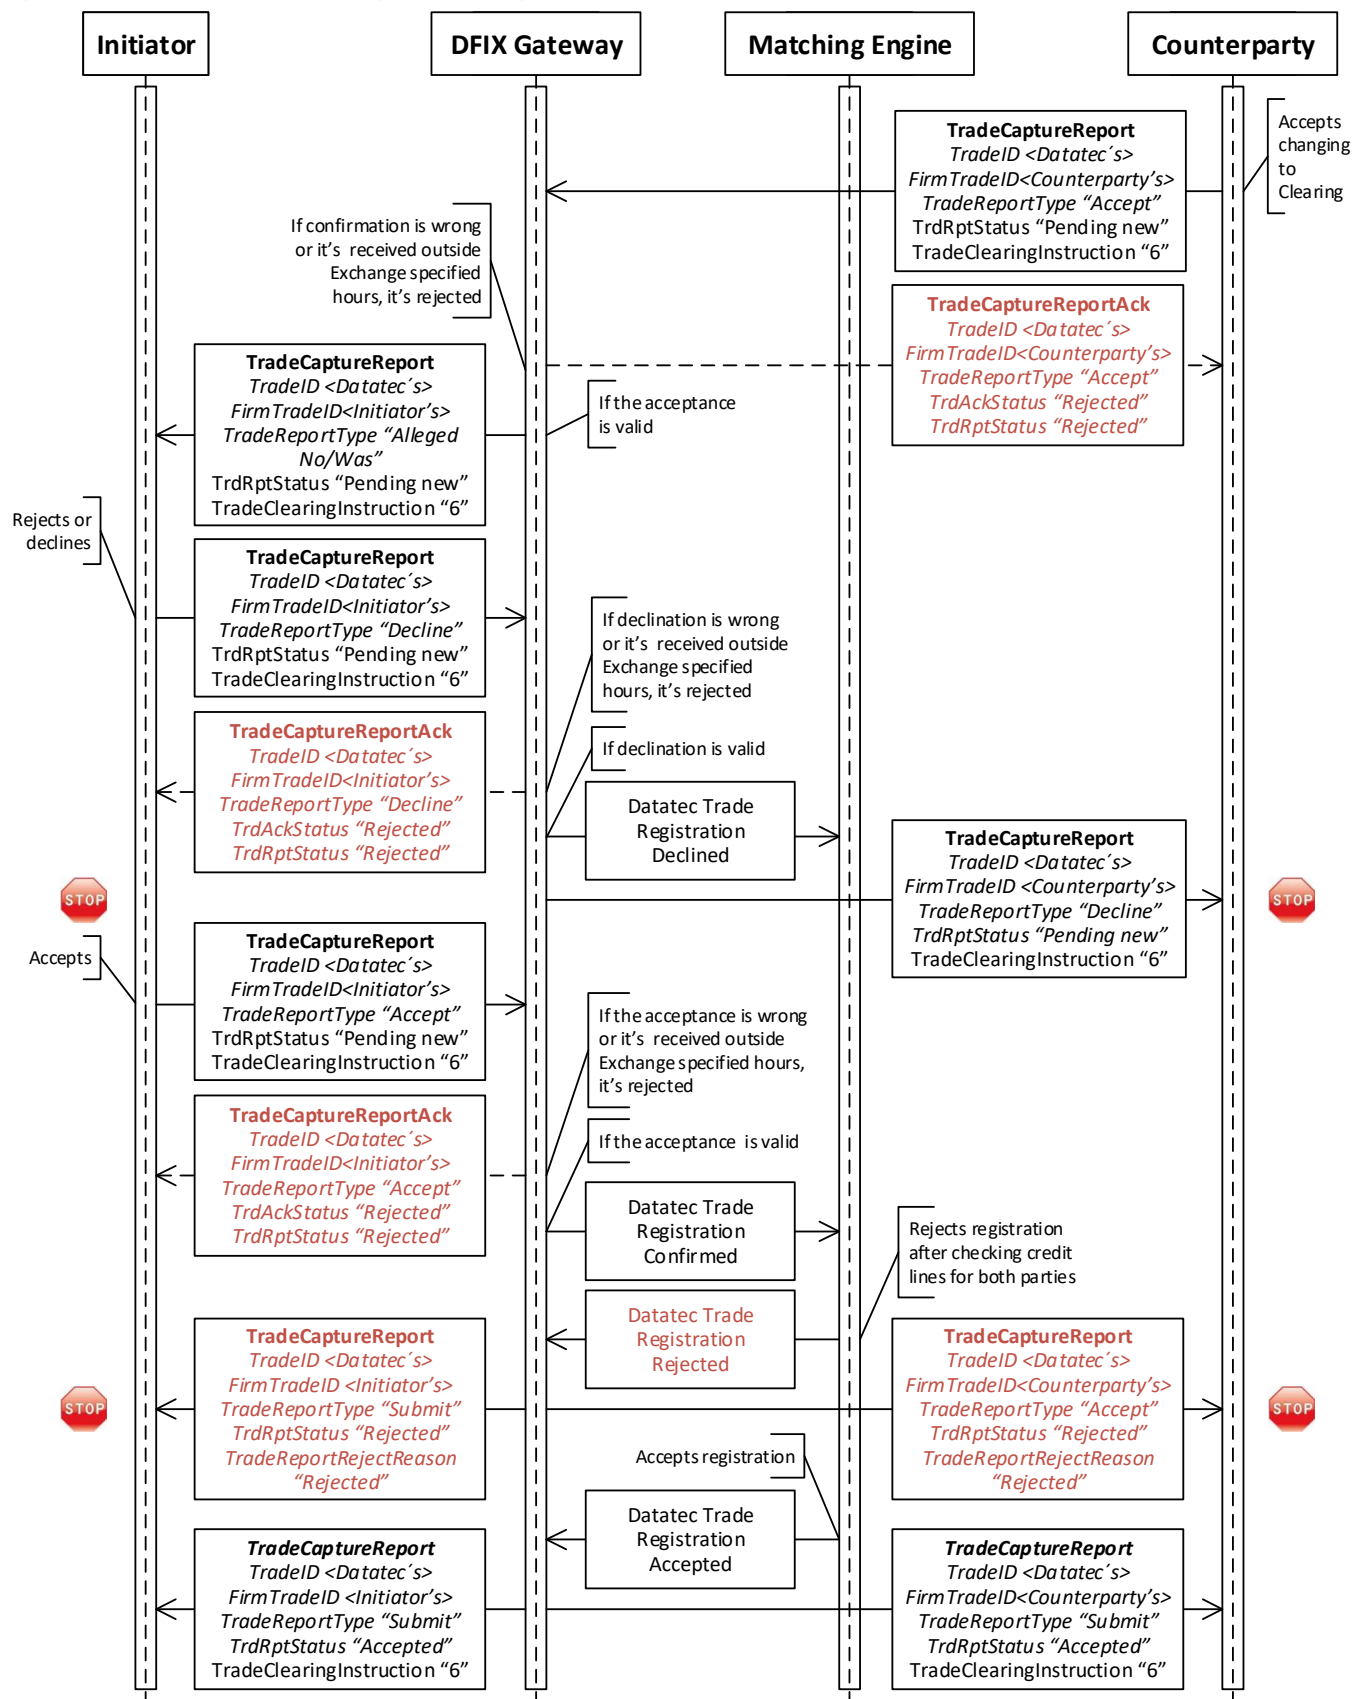 Initiator
DFIX Gateway
Matching Engine
Counterparty
TradeCaptureReport
TradeID <Datatec´s>
FirmTradeID<Counterparty’s>
TradeReportType “Accept”
TrdRptStatus “Pending new”
TradeClearingInstruction “6”
Accepts
changing
to
Clearing
If confirmation is wrong
or it’s received outside
Exchange specified
hours, it’s rejected
TradeCaptureReportAck
TradeID <Datatec´s>
FirmTradeID<Counterparty’s>
TradeReportType “Accept”
TrdAckStatus “Rejected”
TrdRptStatus “Rejected”
TradeCaptureReport
TradeID <Datatec´s>
FirmTradeID<Initiator’s>
TradeReportType “Alleged
No/Was”
TrdRptStatus “Pending new”
TradeClearingInstruction “6”
If the acceptance
is valid
Rejects or
declines
TradeCaptureReport
TradeID <Datatec´s>
FirmTradeID<Initiator’s>
TradeReportType “Decline”
TrdRptStatus “Pending new”
TradeClearingInstruction “6”
If declination is wrong
or it’s received outside
Exchange specified
hours, it’s rejected
TradeCaptureReportAck
TradeID <Datatec´s>
FirmTradeID<Initiator’s>
TradeReportType “Decline”
TrdAckStatus “Rejected”
TrdRptStatus “Rejected”
If declination is valid
Datatec Trade
Registration
Declined
TradeCaptureReport
TradeID <Datatec´s>
FirmTradeID <Counterparty’s>
TradeReportType “Decline”
TrdRptStatus “Pending new”
TradeClearingInstruction “6”
STOP
STOP
Accepts
TradeCaptureReport
TradeID <Datatec´s>
FirmTradeID<Initiator’s>
TradeReportType “Accept”
TrdRptStatus “Pending new”
TradeClearingInstruction “6”
If the acceptance is wrong
or it’s received outside
Exchange specified hours,
it’s rejected
TradeCaptureReportAck
TradeID <Datatec´s>
FirmTradeID<Initiator’s>
TradeReportType “Accept”
TrdAckStatus “Rejected”
TrdRptStatus “Rejected”
If the acceptance is valid
Datatec Trade
Registration
Confirmed
Rejects registration
after checking credit
lines for both parties
Datatec Trade
Registration
Rejected
TradeCaptureReport
TradeID <Datatec´s>
FirmTradeID <Initiator’s>
TradeReportType “Submit”
TrdRptStatus “Rejected”
TradeReportRejectReason
“Rejected”
TradeCaptureReport
TradeID <Datatec´s>
FirmTradeID<Counterparty’s>
TradeReportType “Accept”
TrdRptStatus “Rejected”
TradeReportRejectReason
“Rejected”
STOP
STOP
Accepts registration
Datatec Trade
Registration
Accepted
TradeCaptureReport
TradeID <Datatec´s>
FirmTradeID <Initiator’s>
TradeReportType “Submit”
TrdRptStatus “Accepted”
TradeClearingInstruction “6”
TradeCaptureReport
TradeID <Datatec´s>
FirmTradeID<Counterparty’s>
TradeReportType “Submit”
TrdRptStatus “Accepted”
TradeClearingInstruction “6”